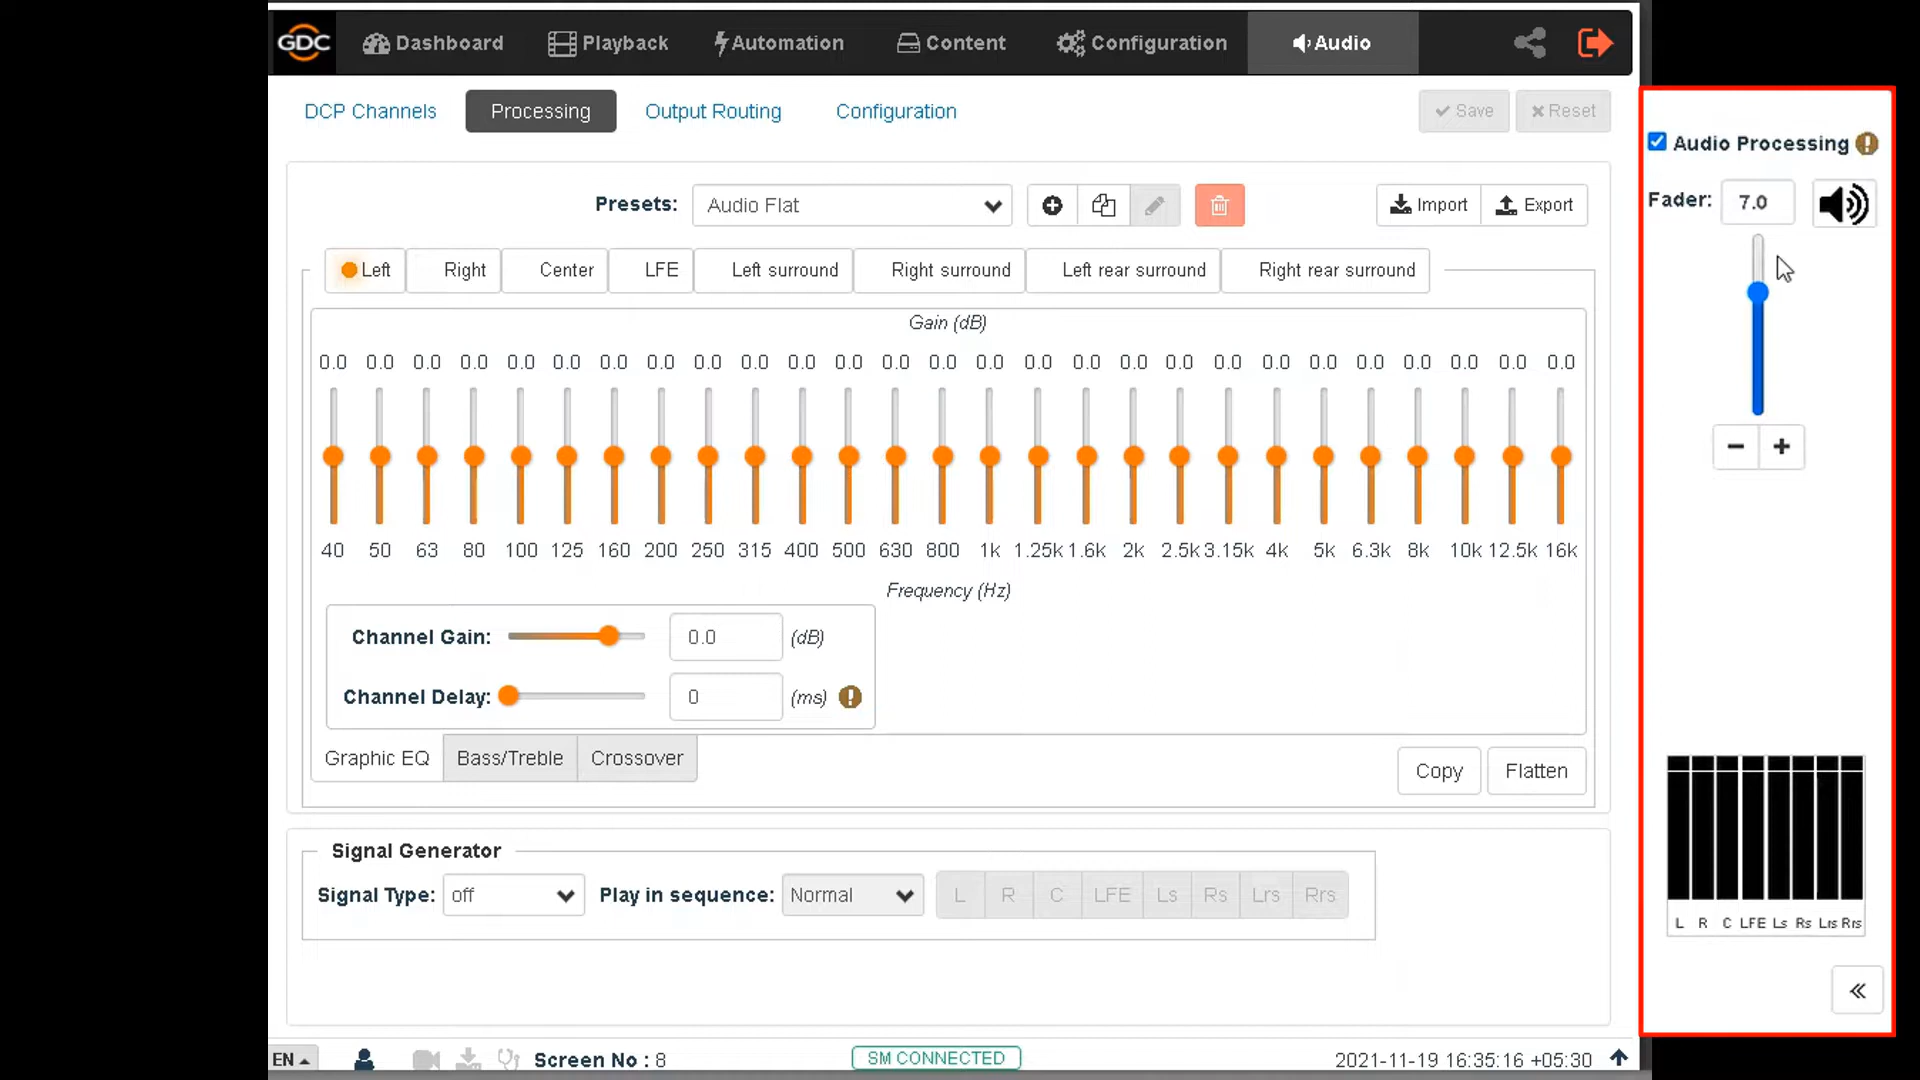 GDC Dashboard Playback Automation Content Configuration Audio
DCP Channels Processing Output Routing Configuration Save Reset
Audio Processing
Presets: Audio Flat Import Export
Fader: 7.0
Left Right Center LFE Left surround Right surround Left rear surround Right rear surround
Gain (dB)
0.0 0.0 0.0 0.0 0.0 0.0 0.0 0.0 0.0 0.0 0.0 0.0 0.0 0.0 0.0 0.0 0.0 0.0 0.0 0.0 0.0 0.0 0.0 0.0 0.0 0.0 0.0
40 50 63 80 100 125 160 200 250 315 400 500 630 800 1k 1.25k 1.6k 2k 2.5k 3.15k 4k 5k 6.3k 8k 10k 12.5k 16k
Frequency (Hz)
Channel Gain: 0.0 (dB)
Channel Delay: 0 (ms)
Graphic EQ Bass/Treble Crossover Copy Flatten
Signal Generator
Signal Type: off Play in sequence: Normal L R C LFE Ls Rs Lrs Rrs
L R C LFE Ls Rs Lrs Rrs
EN Screen No : 8 SM CONNECTED 2021-11-19 16:35:16 +05:30